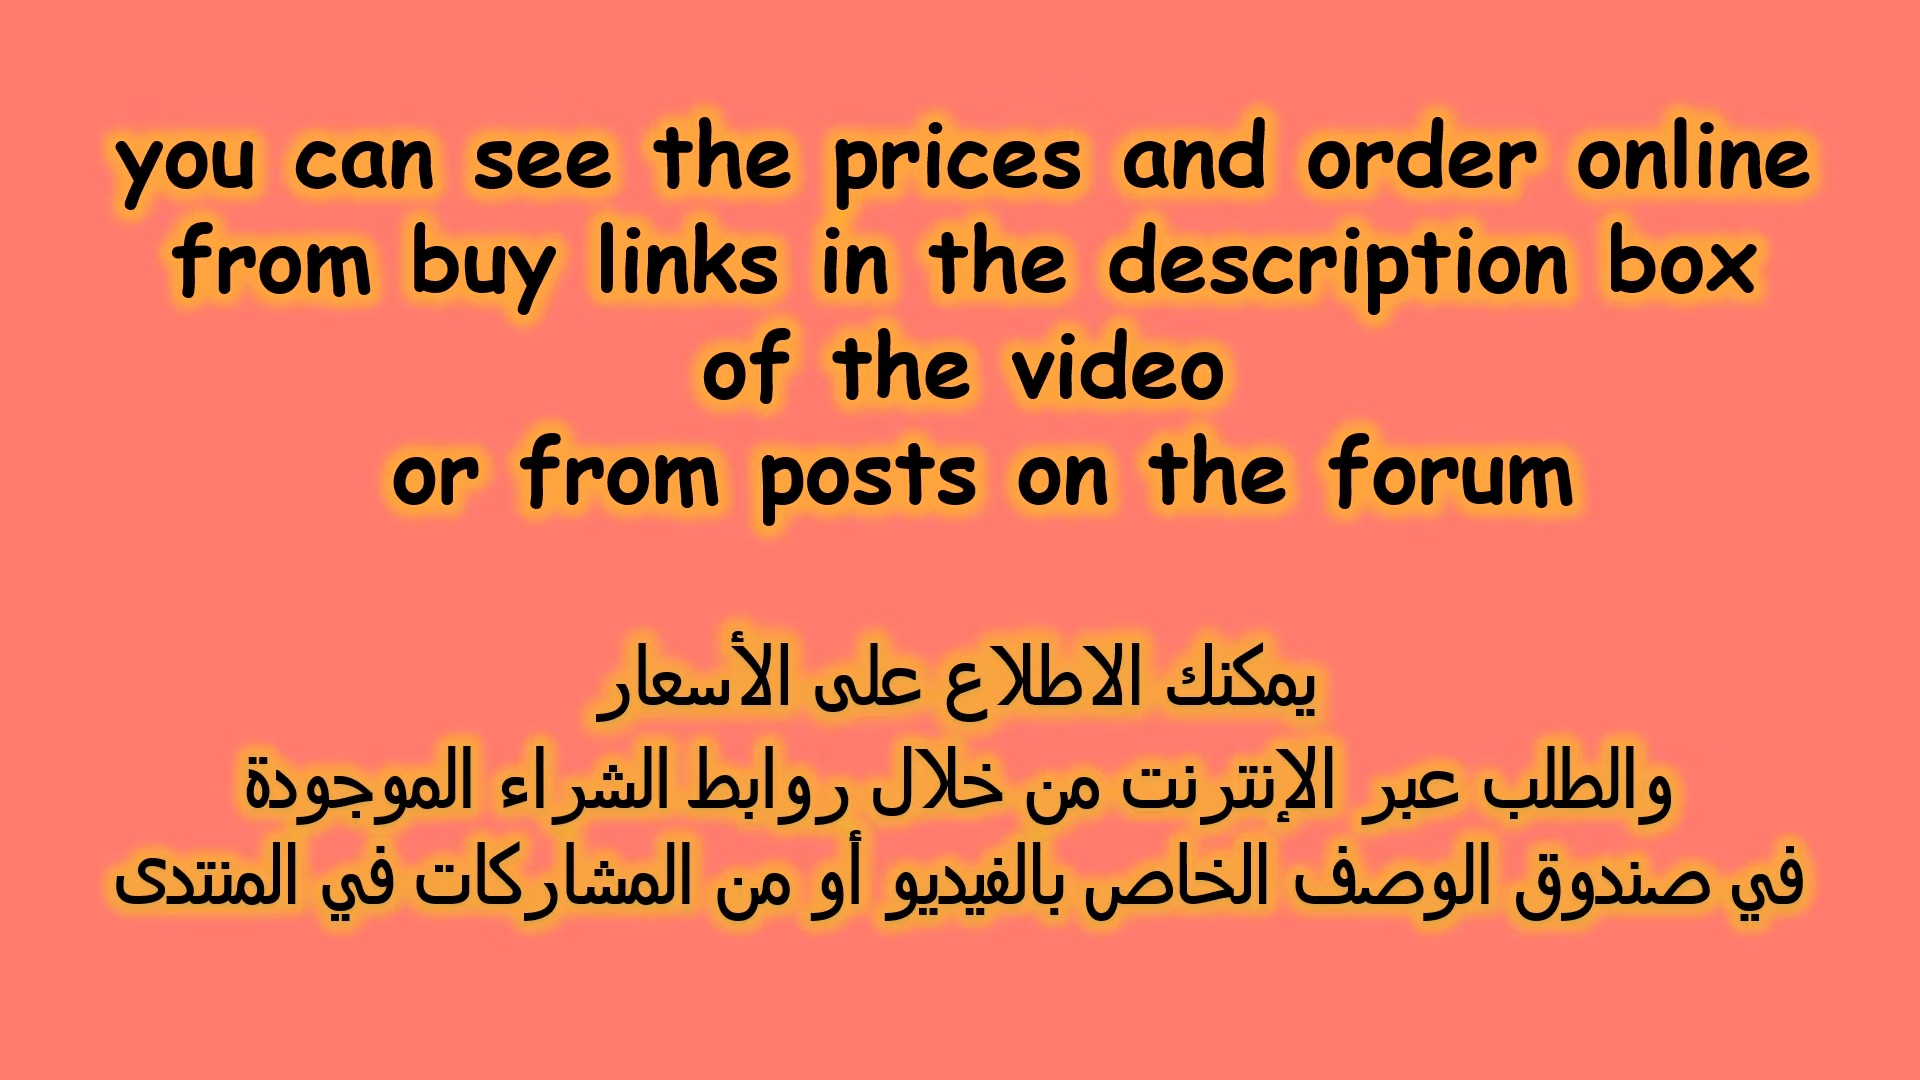 you can see the prices and order online
from buy links in the description box
of the video
or from posts on the forum
يمكنك الاطلاع على الأسعار
والطلب عبر الإنترنت من خلال روابط الشراء الموجودة
في صندوق الوصف الخاص بالفيديو أو من المشاركات في المنتدى